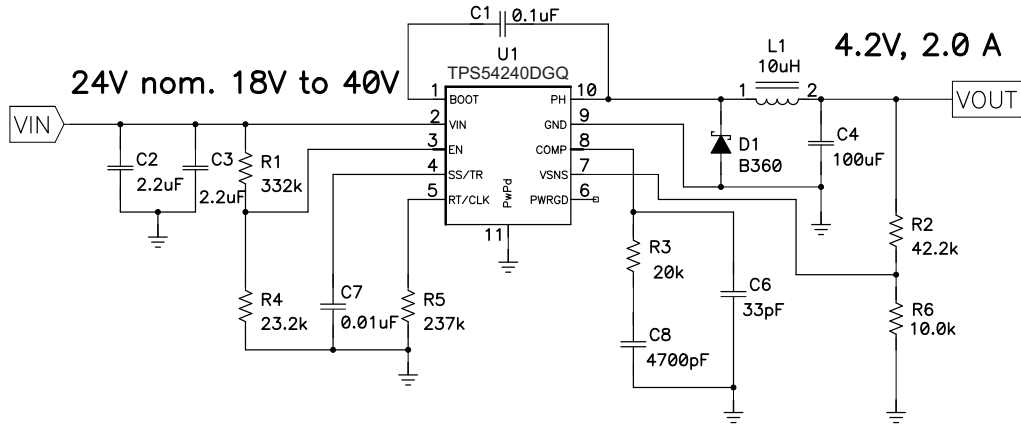 C1
0.1uF
U1
TPS54240DGQ
L1
10uH
4.2V, 2.0 A
24V nom. 18V to 40V
VIN
1
BOOT
PH
10
1
2
VOUT
2
VIN
GND
9
3
EN
COMP
8
4
SS/TR
VSNS
7
5
RT/CLK
PWRGD
6
PwPd
11
C2
2.2uF
C3
2.2uF
R1
332k
D1
B360
C4
100uF
R2
42.2k
R3
20k
R4
23.2k
C7
0.01uF
R5
237k
C6
33pF
R6
10.0k
C8
4700pF